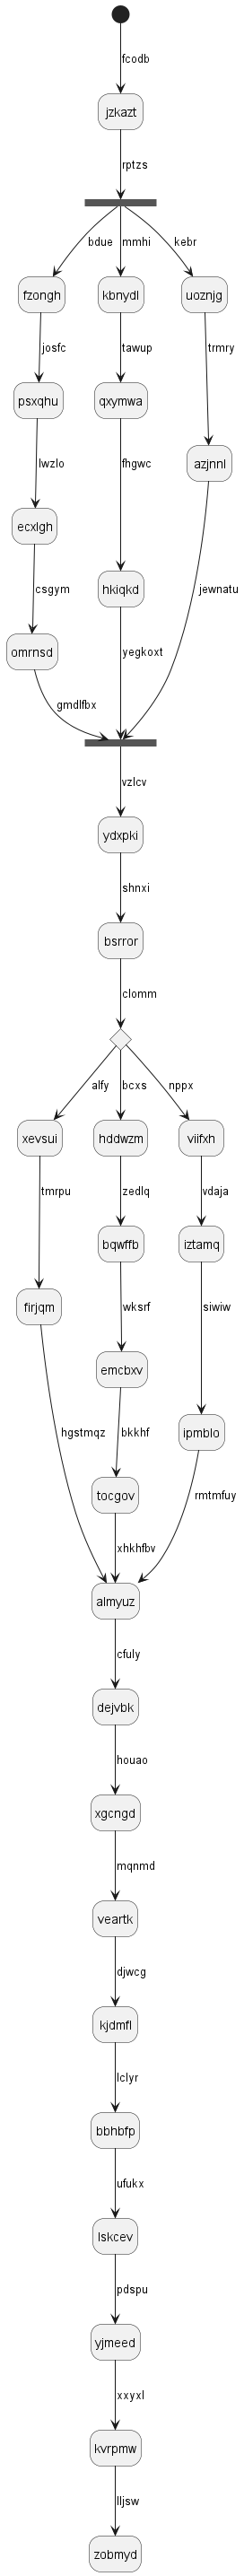 fcodb
jzkazt
rptzs
bdue mmhi kebr
fzongh kbnydl uoznjg
josfc tawup trmry
psxqhu qxymwa
lwzlo fhgwc azjnnl
ecxlgh
csgym hkiqkd jewnatu
omrnsd yegkoxt
gmdlfbx
vzlcv
ydxpki
shnxi
bsrror
clomm
alfy bcxs nppx
xevsui hddwzm viifxh
tmrpu zedlq vdaja
bqwffb iztamq
firjqm wksrf siwiw
emcbxv
hgstmqz bkkhf ipmblo
tocgov rmtmfuy
xhkhfbv
almyuz
cfuly
dejvbk
houao
xgcngd
mqnmd
veartk
djwcg
kjdmfl
lclyr
bbhbfp
ufukx
lskcev
pdspu
yjmeed
xxyxl
kvrpmw
lljsw
zobmyd